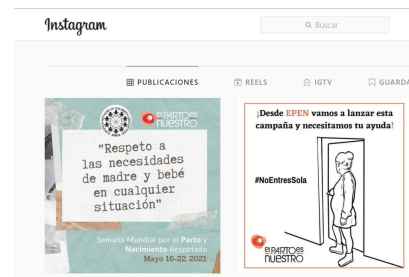 Instagram
Buscar
PUBLICACIONES
REELS
IGTV
GUARDA
el PARTO es
NUESTRO
"Respeto a
las necesidades
de madre y bebé
en cualquier
situación"
Semana Mundial por el Parto y
Nacimiento Respetado
Mayo 16-22, 2021
¡Desde EPEN vamos a lanzar esta
campaña y necesitamos tu ayuda!
#NoEntresSola
el PARTO es
NUESTRO